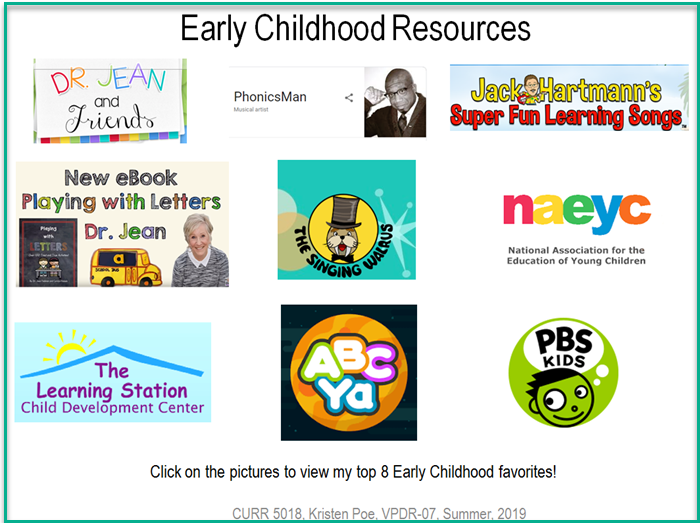 Early Childhood Resources
DR. JEAN
and
Friends
PhonicsMan
Musical artist
Jack Hartmann's
Super Fun Learning Songs
New eBook
Playing with Letters
Dr. Jean
Playing
with
LETTERS
SCHOOL BUS
THE SINGING WALRUS
naeyc
National Association for the
Education of Young Children
The
Learning Station
Child Development Center
ABC
Ya
PBS
KIDS
Click on the pictures to view my top 8 Early Childhood favorites!
CURR 5018, Kristen Poe, VPDR-07, Summer, 2019